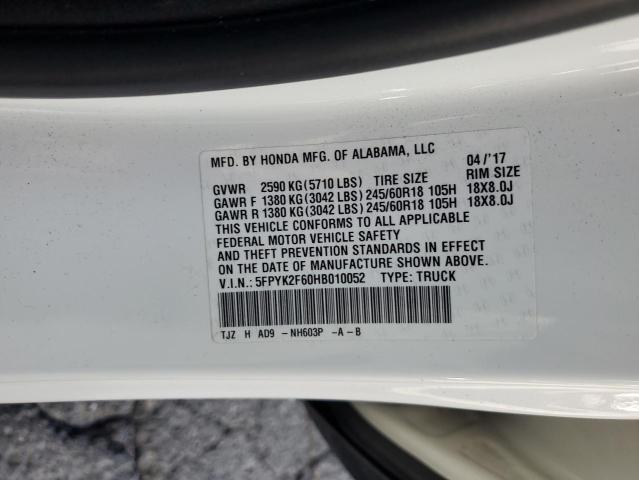 MFD. BY HONDA MFG. OF ALABAMA, LLC 04/'17
GVWR 2590 KG(5710 LBS) TIRE SIZE RIM SIZE
GAWR F 1380 KG(3042 LBS) 245/60R18 105H 18X8.0J
GAWR R 1380 KG(3042 LBS) 245/60R18 105H 18X8.0J
THIS VEHICLE CONFORMS TO ALL APPLICABLE
FEDERAL MOTOR VEHICLE SAFETY
AND THEFT PREVENTION STANDARDS IN EFFECT
ON THE DATE OF MANUFACTURE SHOWN ABOVE.
V.I.N.: 5FPYK2F60HB010052 TYPE: TRUCK
TJZ H AD9 -NH603P -A-B